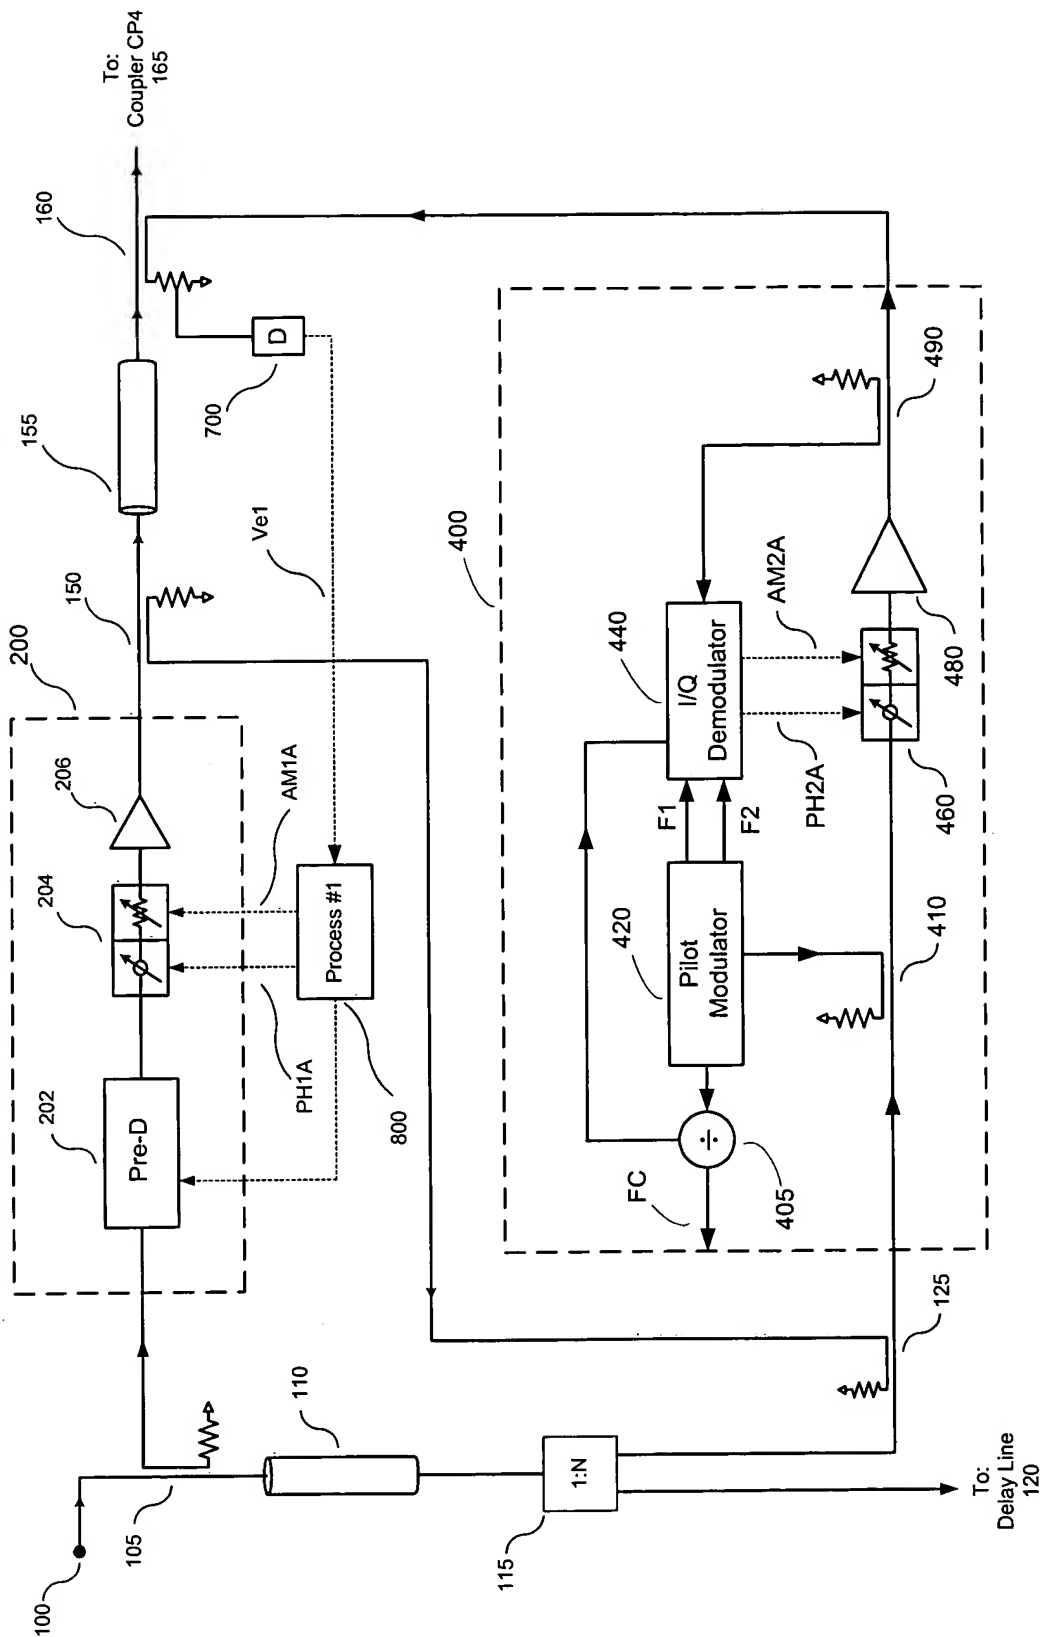 To:
Coupler CP4
165
160
155
150
200
206
204
202
Pre-D
Process #1
AM1A
PH1A
800
Ve1
D
700
100
105
110
115
1:N
To:
Delay Line
120
125
400
440
I/Q
Demodulator
420
Pilot
Modulator
F1
F2
AM2A
PH2A
FC
÷
405
410
460
480
490